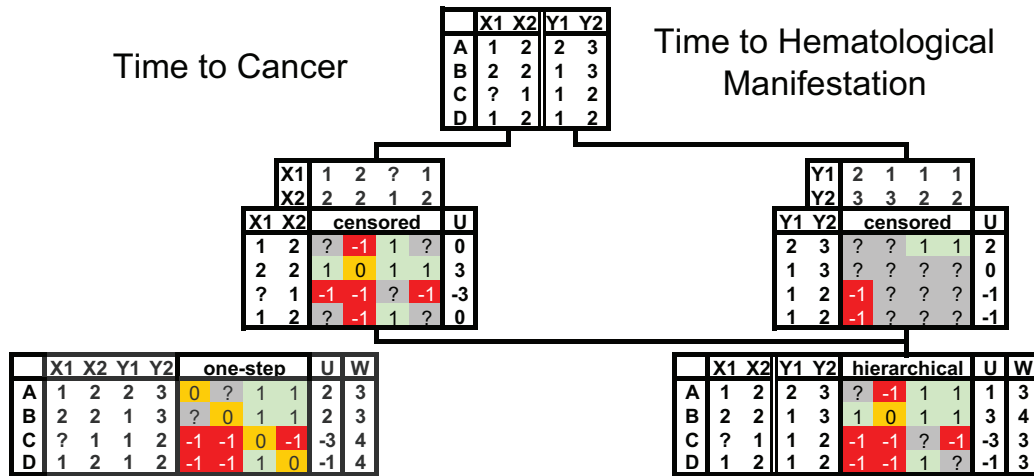 X1 X2 Y1 Y2
Time to Cancer
Time to Hematological
Manifestation
A 1 2 2 3
B 2 2 1 3
C ? 1 1 2
D 1 2 1 2
X1 1 2 ? 1
X2 2 2 1 2
X1 X2 censored U
1 2 ? -1 1 ? 0
2 2 1 0 1 1 3
? 1 -1 -1 ? -1 -3
1 2 ? -1 1 ? 0
Y1 2 1 1 1
Y2 3 3 2 2
Y1 Y2 censored U
2 3 ? ? 1 1 2
1 3 ? ? ? ? 0
1 2 -1 ? ? ? -1
1 2 -1 ? ? ? -1
X1 X2 Y1 Y2 one-step U W
A 1 2 2 3 0 ? 1 1 2 3
B 2 2 1 3 ? 0 1 1 2 3
C ? 1 1 2 -1 -1 0 -1 -3 4
D 1 2 1 2 -1 -1 1 0 -1 4
X1 X2 Y1 Y2 hierarchical U W
A 1 2 2 3 ? -1 1 1 1 3
B 2 2 1 3 1 0 1 1 3 4
C ? 1 1 2 -1 -1 ? -1 -3 3
D 1 2 1 2 -1 -1 1 ? -1 3